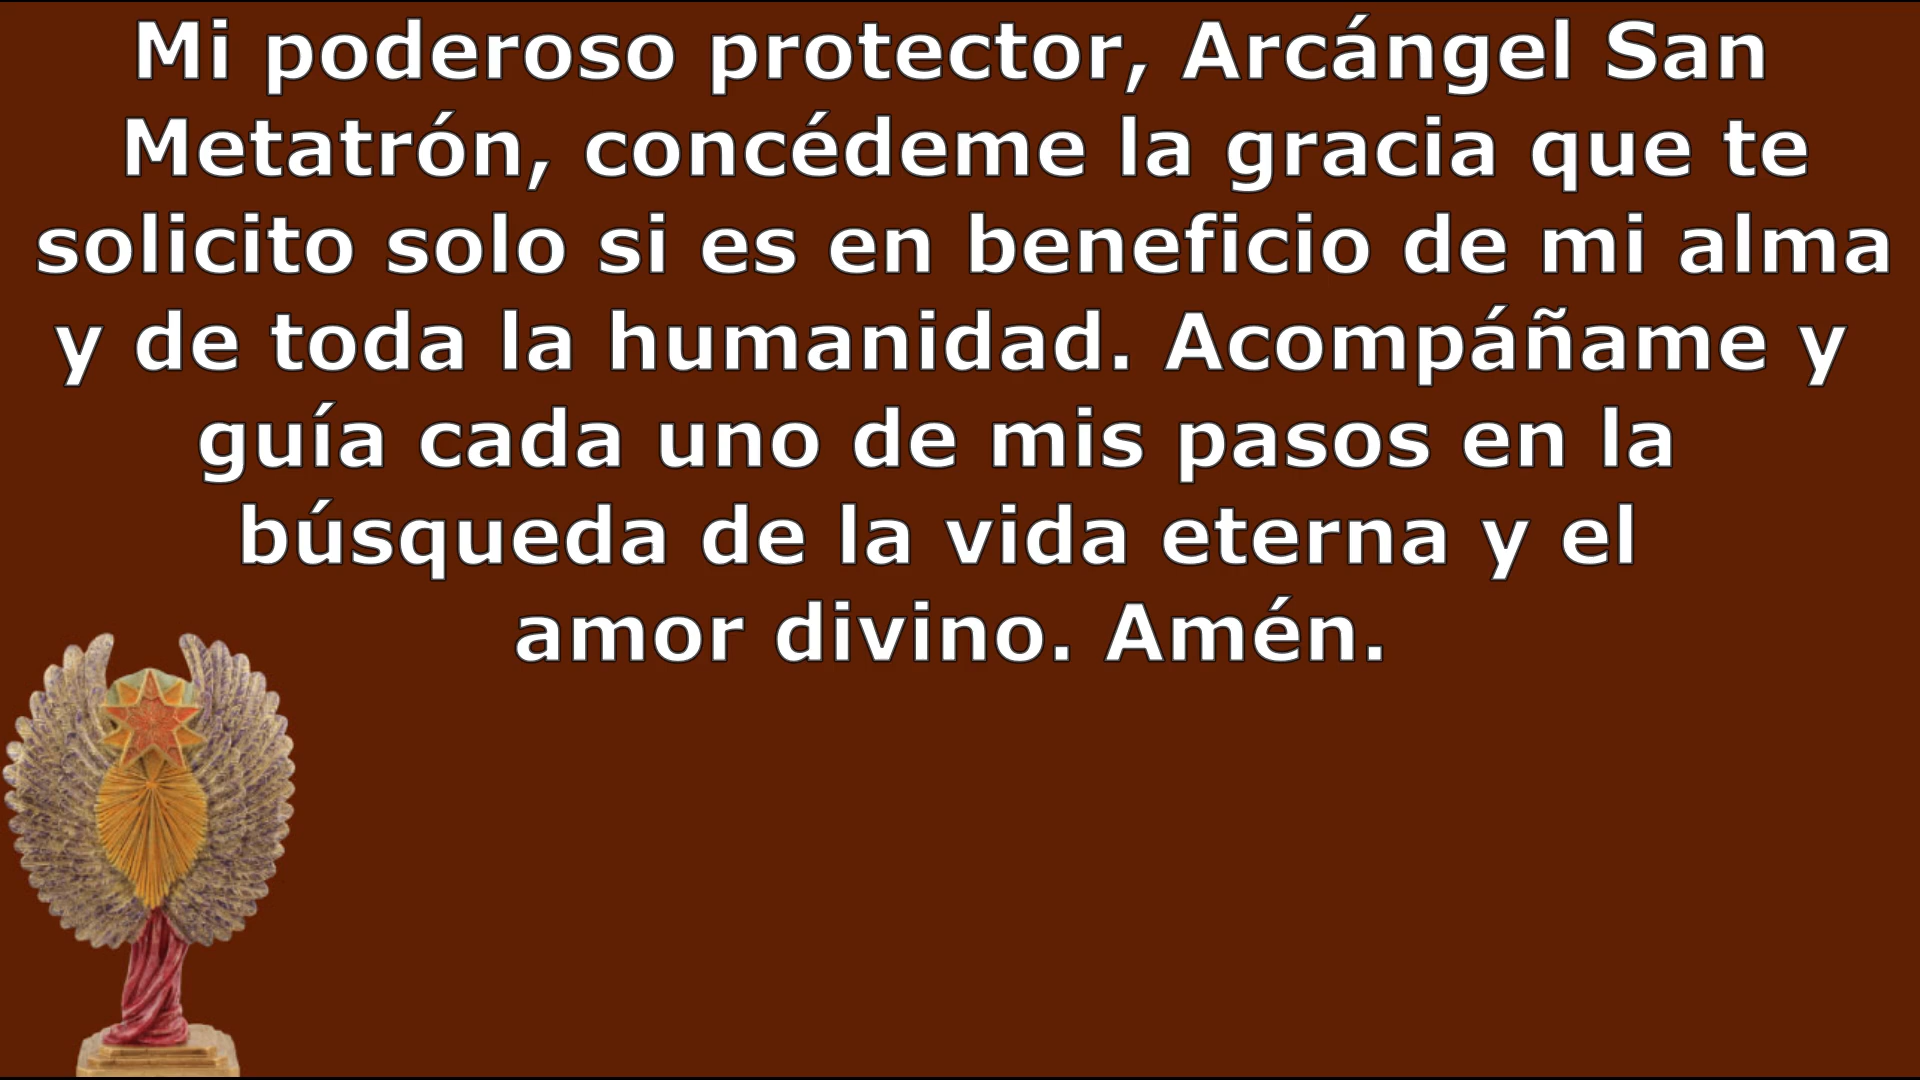 Mi poderoso protector, Arcángel San
Metatrón, concédeme la gracia que te
solicito solo si es en beneficio de mi alma
y de toda la humanidad. Acompáñame y
guía cada uno de mis pasos en la
búsqueda de la vida eterna y el
amor divino. Amén.